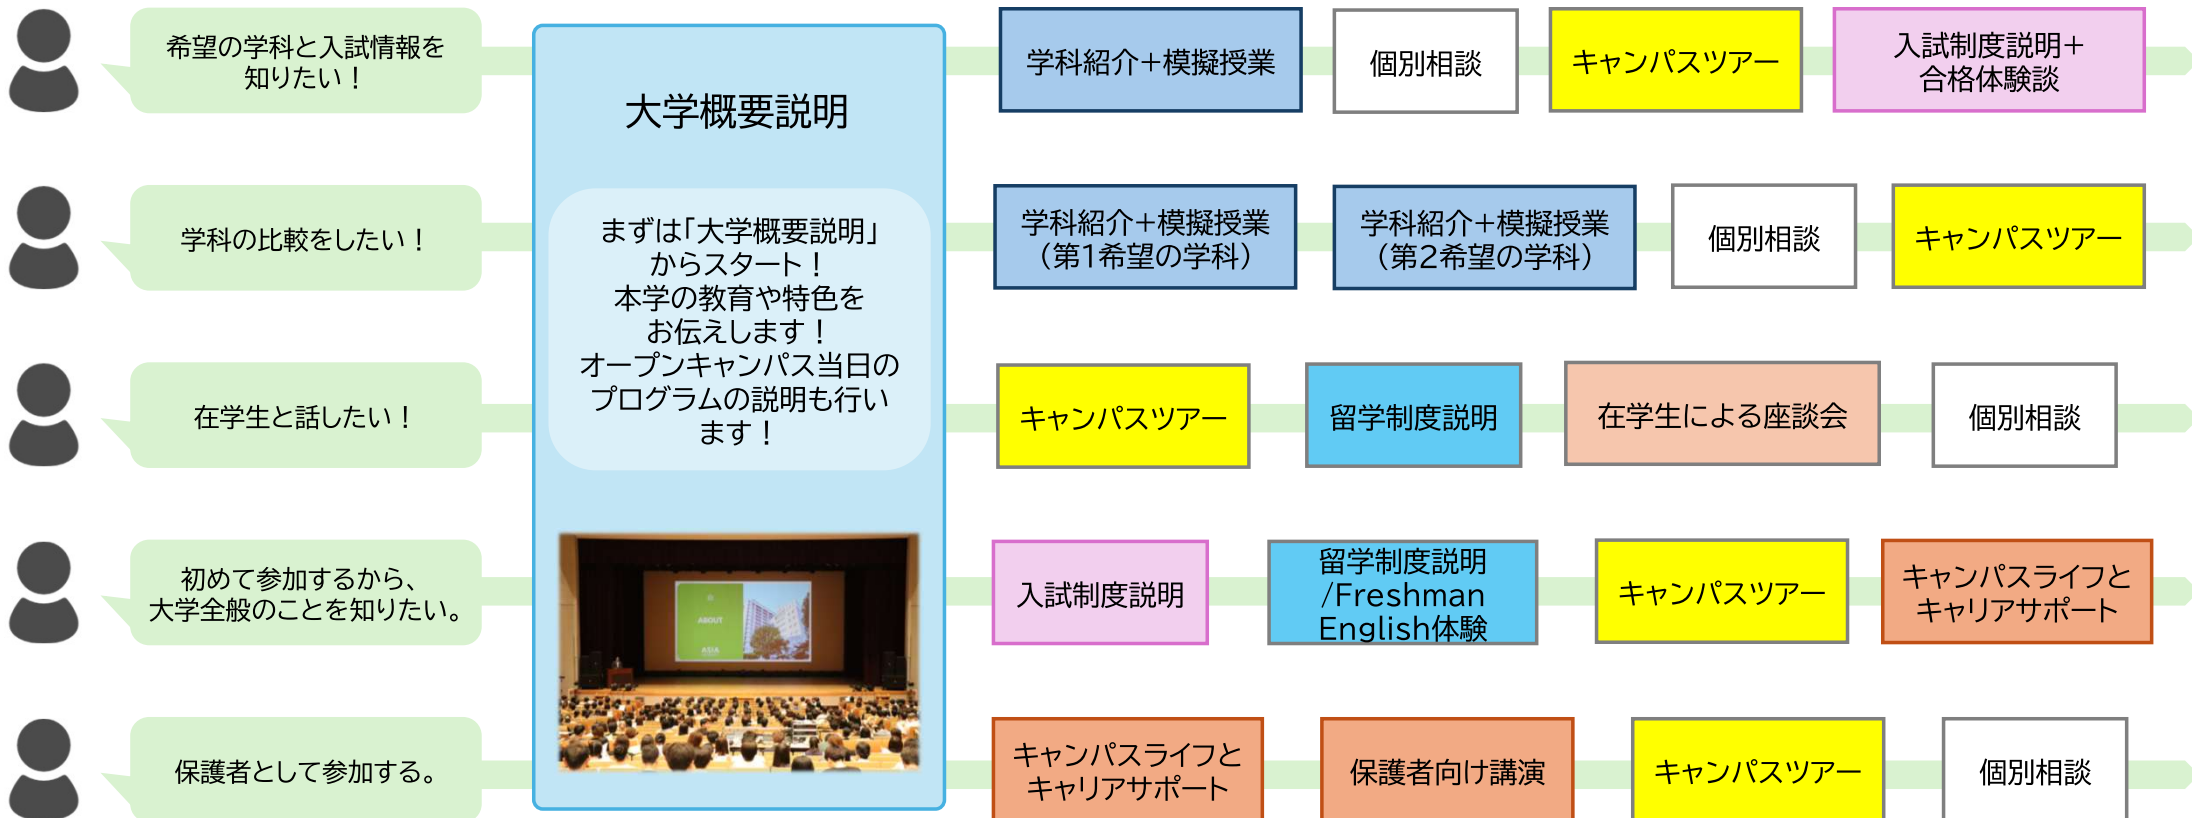 希望の学科と入試情報を
知りたい！
大学概要説明
まずは「大学概要説明」
からスタート！
本学の教育や特色を
お伝えします！
オープンキャンパス当日の
プログラムの説明も行い
ます！
ABOUT
ASIA
学科紹介＋模擬授業
個別相談
キャンパスツアー
入試制度説明＋
合格体験談
学科の比較をしたい！
学科紹介＋模擬授業
（第1希望の学科）
学科紹介＋模擬授業
（第2希望の学科）
個別相談
キャンパスツアー
在学生と話したい！
キャンパスツアー
留学制度説明
在学生による座談会
個別相談
初めて参加するから、
大学全般のことを知りたい。
入試制度説明
留学制度説明
/Freshman
English体験
キャンパスツアー
キャンパスライフと
キャリアサポート
保護者として参加する。
キャンパスライフと
キャリアサポート
保護者向け講演
キャンパスツアー
個別相談